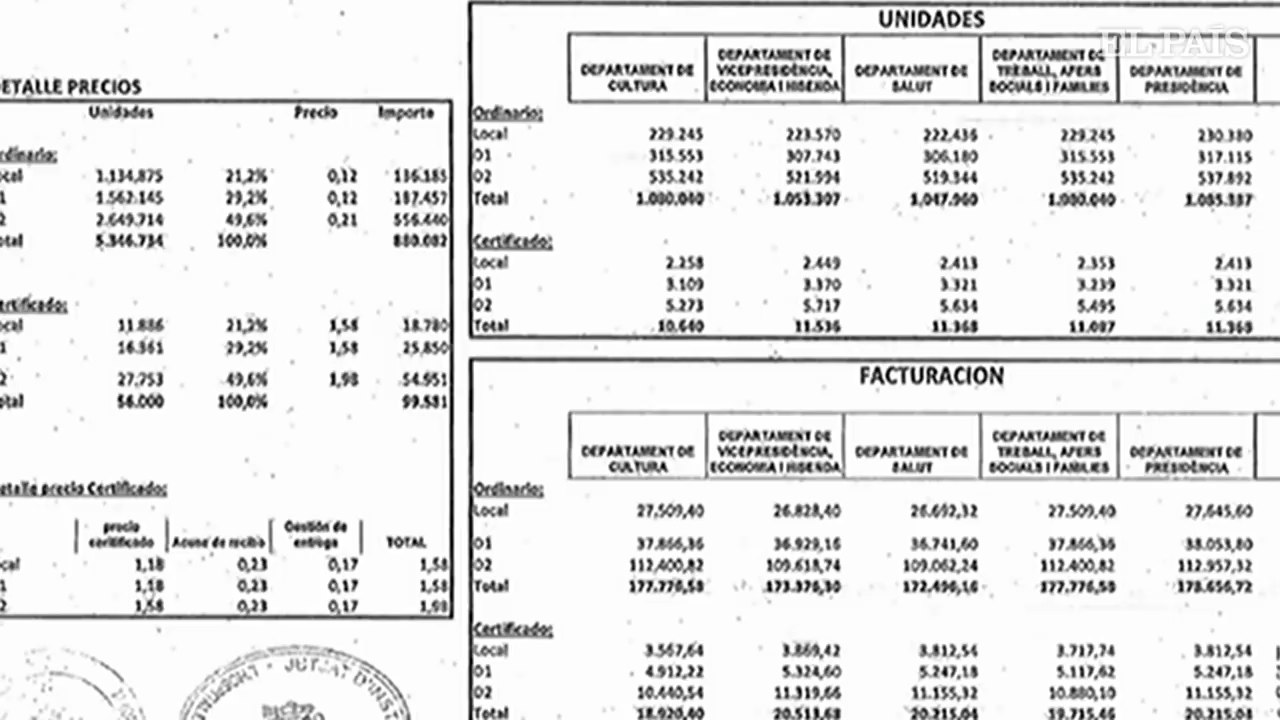 EL PAÍS
DETALLE PRECIOS
Unidades Precio Importe
Ordinario:
Local 1.134,875 21,2% 0,12 136.185
O1 1.562.145 29,2% 0,12 187.457
O2 2.649.714 49,6% 0,21 556.440
Total 5.346.734 100,0% 880.082
Certificado:
Local 11.886 21,2% 1,58 18.780
O1 16.361 29,2% 1,58 25.850
O2 27.753 49,6% 1,98 54.951
Total 56.000 100,0% 99.581
Detalle precio Certificado:
precio certificado Acuse de recibo Gestión de entrega TOTAL
Local 1,18 0,23 0,17 1,58
O1 1,18 0,23 0,17 1,58
O2 1,58 0,23 0,17 1,98
JUTJAT D'INS
UNIDADES
DEPARTAMENT DE CULTURA DEPARTAMENT DE VICEPRESIDÈNCIA, ECONOMIA I HISENDA DEPARTAMENT DE SALUT DEPARTAMENT DE TREBALL, AFERS SOCIALS I FAMILIES DEPARTAMENT DE PRESIDÈNCIA
Ordinario:
Local 229.245 223.570 222.436 229.245 230.380
O1 315.553 307.743 306.180 315.553 317.115
O2 535.242 521.994 519.344 535.242 537.892
Total 1.080.040 1.053.307 1.047.960 1.080.040 1.085.387
Certificado:
Local 2.258 2.449 2.413 2.353 2.413
O1 3.109 3.370 3.321 3.239 3.321
O2 5.273 5.717 5.634 5.495 5.634
Total 10.640 11.536 11.368 11.087 11.368
FACTURACION
DEPARTAMENT DE CULTURA DEPARTAMENT DE VICEPRESIDÈNCIA, ECONOMIA I HISENDA DEPARTAMENT DE SALUT DEPARTAMENT DE TREBALL, AFERS SOCIALS I FAMILIES DEPARTAMENT DE PRESIDÈNCIA
Ordinario:
Local 27.509,40 26.828,40 26.692,32 27.509,40 27.645,60
O1 37.866,36 36.929,16 36.741,60 37.866,36 38.053,80
O2 112.400,82 109.618,74 109.062,24 112.400,82 112.957,32
Total 177.776,58 173.376,30 172.496,16 177.776,58 178.656,72
Certificado:
Local 3.567,64 3.869,42 3.812,54 3.717,74 3.812,54
O1 4.912,22 5.324,60 5.247,18 5.117,62 5.247,18
O2 10.440,54 11.319,66 11.155,32 10.880,10 11.155,32
Total 18.920,40 20.513,68 20.215,04 19.715,46 20.215,04